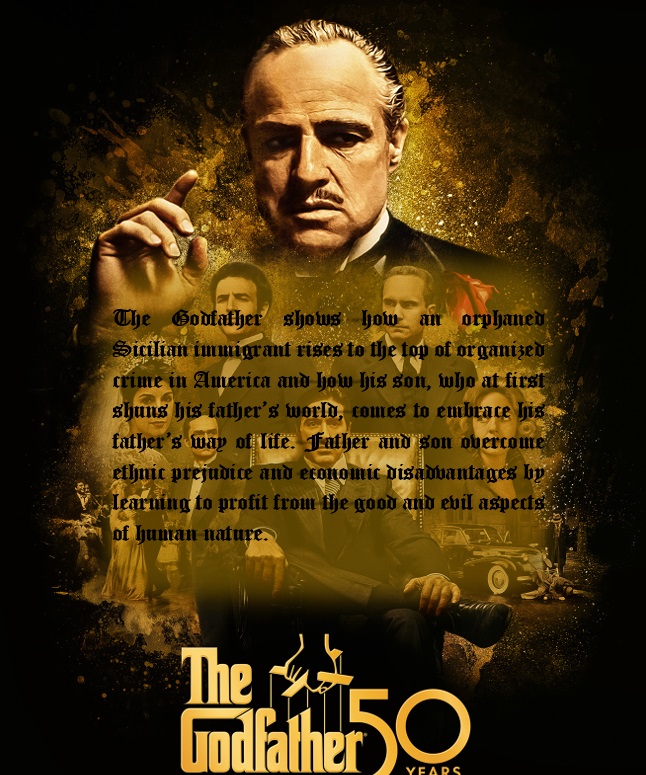 The Godfather shows how an orphaned
Sicilian immigrant rises to the top of organized
crime in America and how his son, who at first
shuns his father's world, comes to embrace his
father's way of life. Father and son overcome
ethnic prejudice and economic disadvantages by
learning to profit from the good and evil aspects
of human nature.
The
Godfather 50
YEARS